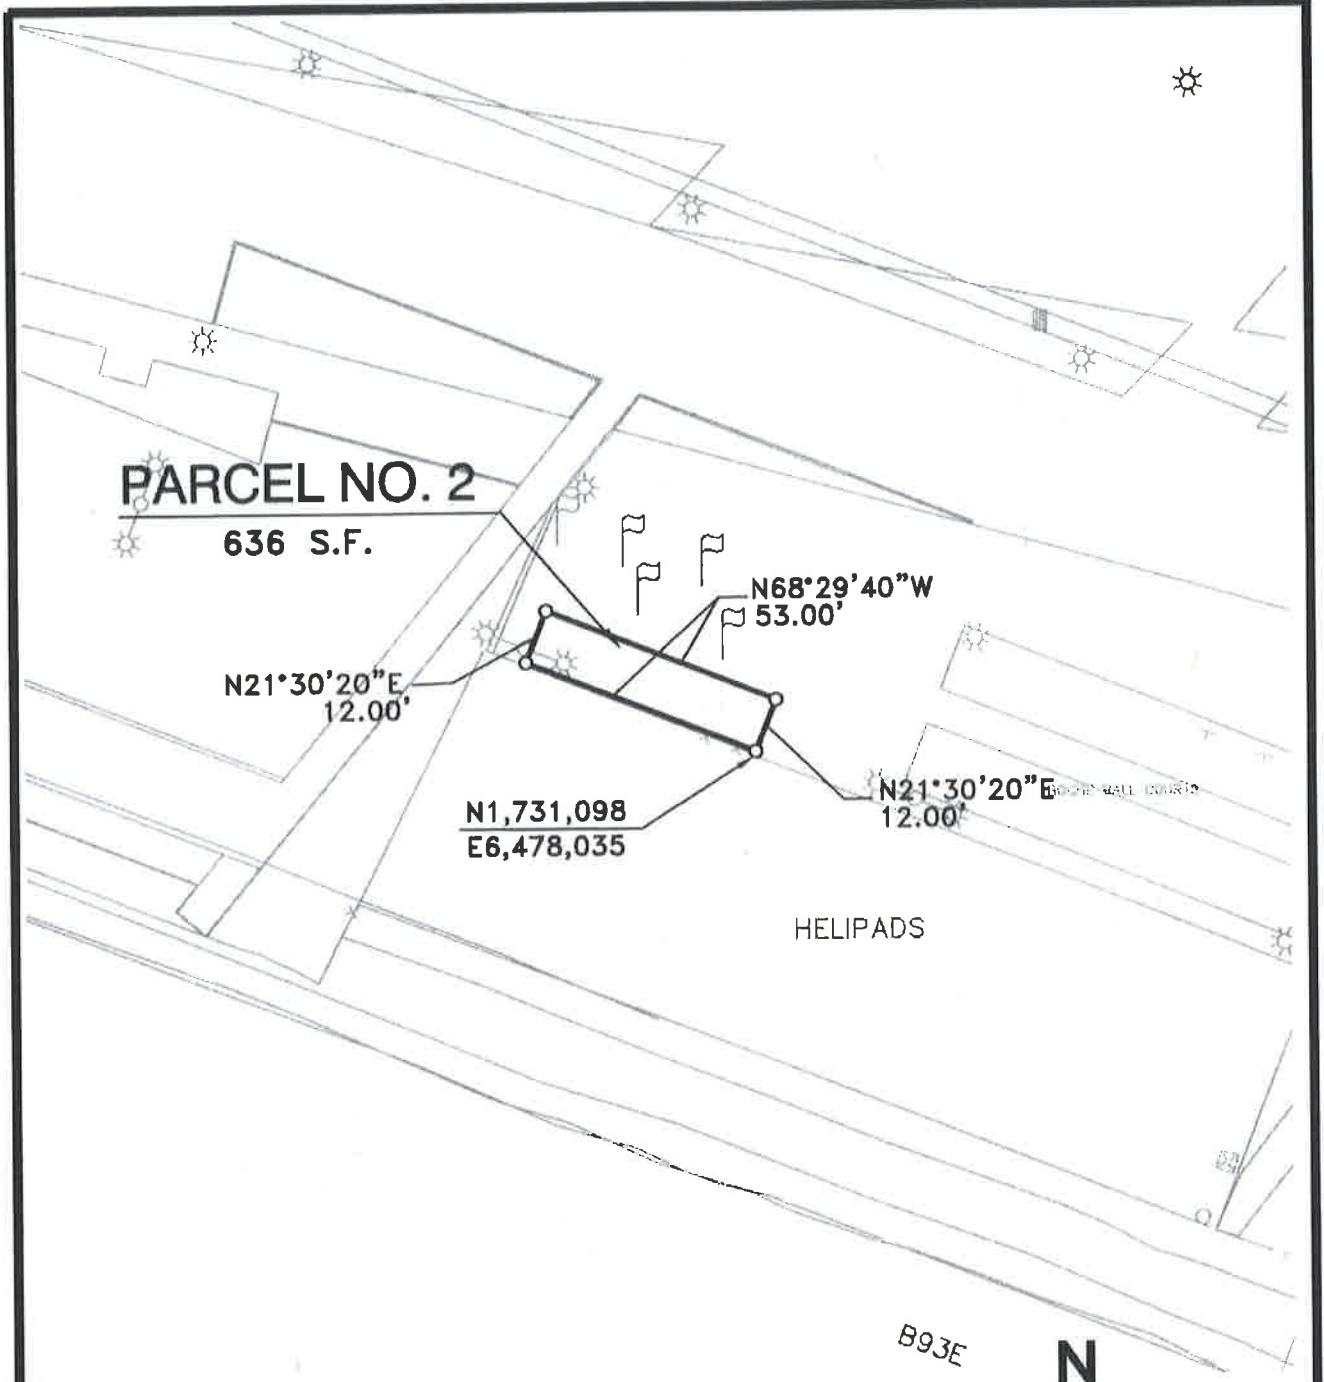 PARCEL NO. 2
636 S.F.
N68°29'40"W
53.00'
N21°30'20"E
12.00'
N21°30'20"E
12.00'
N1,731,098
E6,478,035
HELIPADS
B93E
N